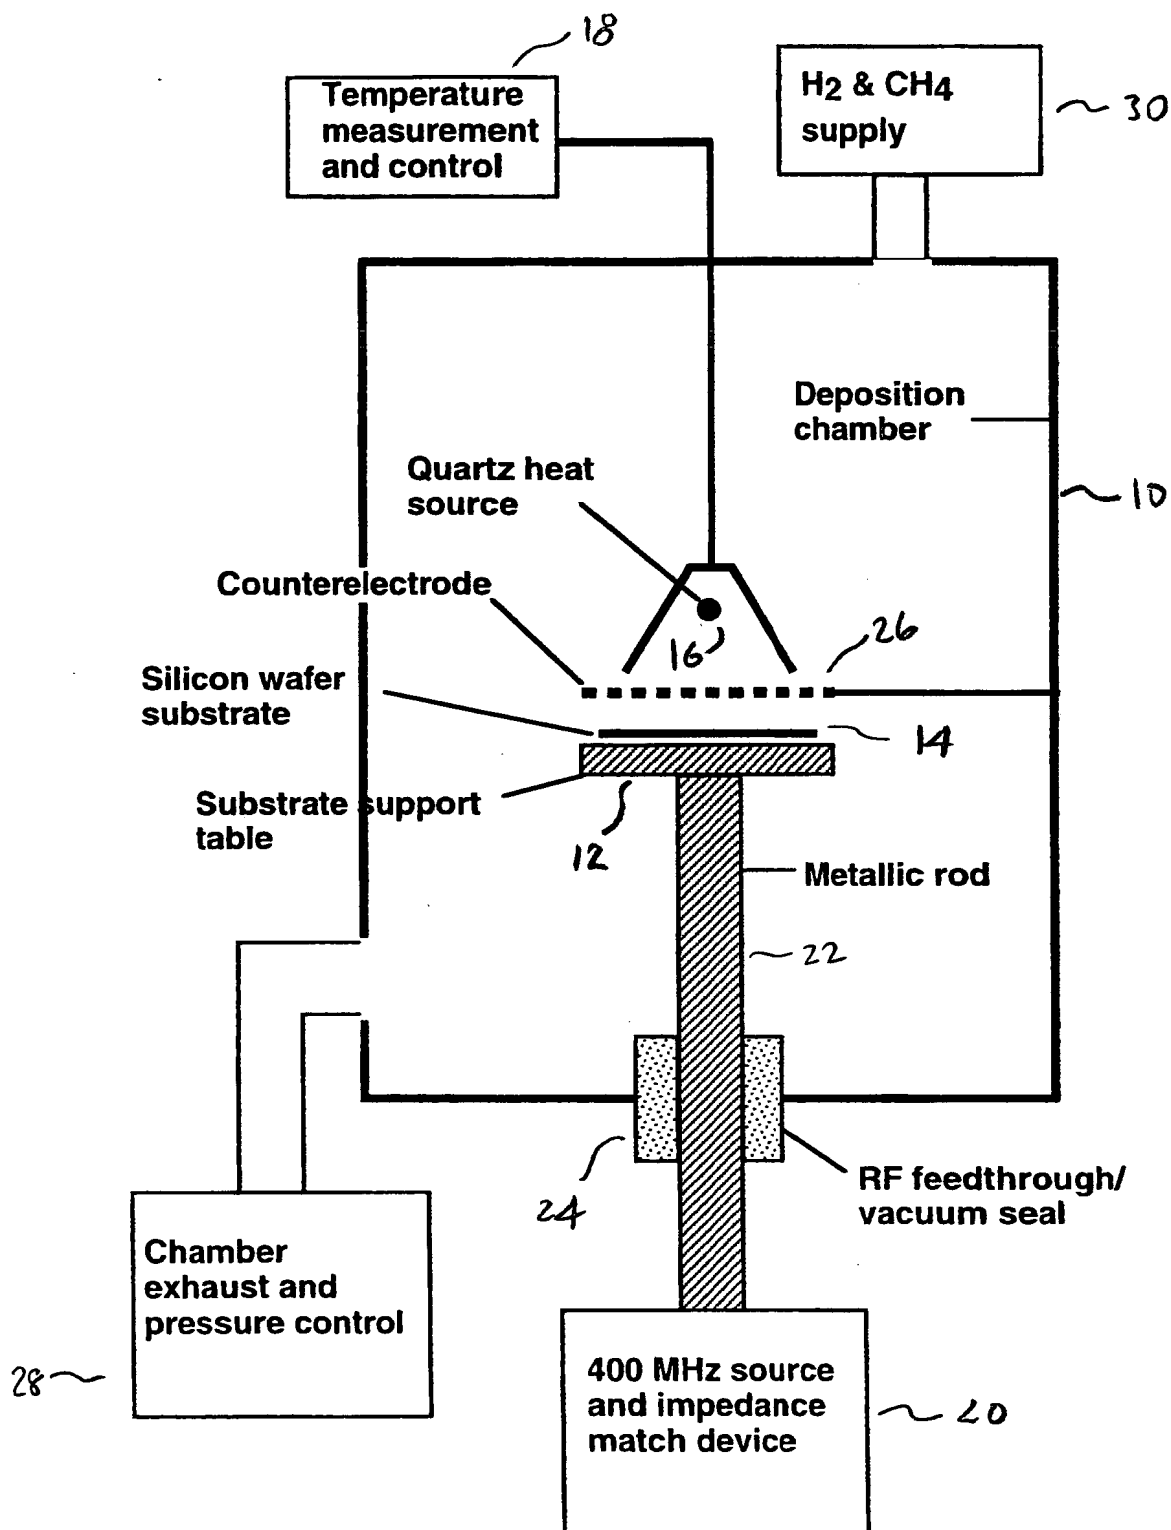 18
Temperature
measurement
and control
H2 & CH4
supply
30
Deposition
chamber
10
Quartz heat
source
Counterelectrode
16
26
Silicon wafer
substrate
14
Substrate support
table
12
Metallic rod
22
24
RF feedthrough/
vacuum seal
Chamber
exhaust and
pressure control
28
400 MHz source
and impedance
match device
20